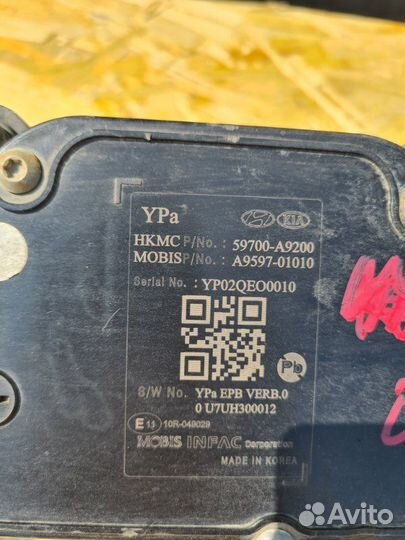 YPa
KIA
HKMC P/No. : 59700-A9200
MOBIS P/No. : A9597-01010
Serial No. : YP02QEO0010
Pb
S/W No. YPa EPB VERB.0
0 U7UH300012
E11 10R-049029
MOBIS INFAC Corporation
MADE IN KOREA
Avito